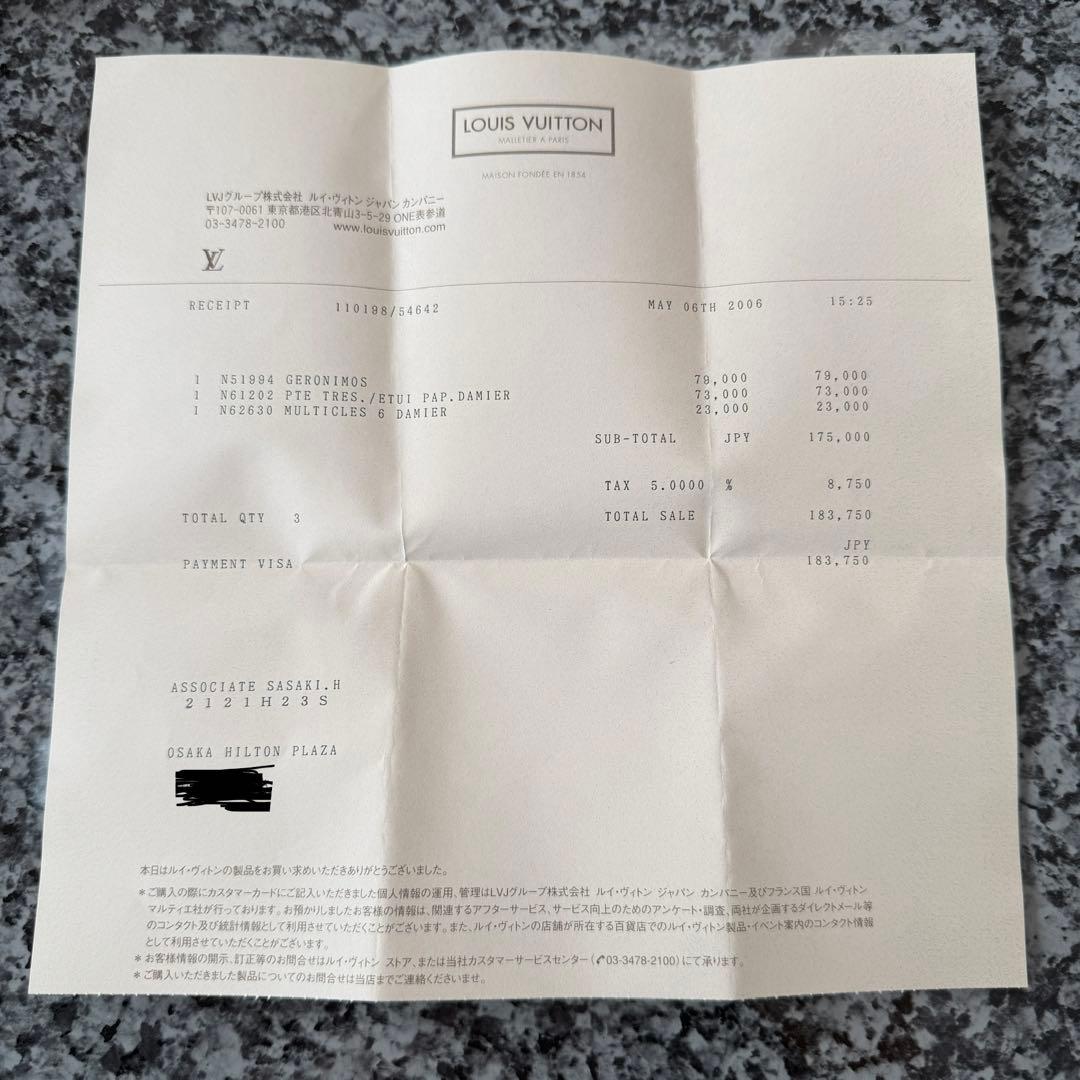 LOUIS VUITTON
MALLETIER A PARIS
MAISON FONDÉE EN 1854
LVJグループ株式会社 ルイ・ヴィトン ジャパン カンパニー
〒107-0061 東京都港区北青山3-5-29 ONE表参道
03-3478-2100 www.louisvuitton.com
LV
RECEIPT 110198/54642 MAY 06TH 2006 15:25
1 N51994 GERONIMOS 79,000 79,000
1 N61202 PTE TRES./ETUI PAP.DAMIER 73,000 73,000
1 N62630 MULTICLES 6 DAMIER 23,000 23,000
SUB-TOTAL JPY 175,000
TAX 5.0000 % 8,750
TOTAL QTY 3 TOTAL SALE 183,750
JPY
PAYMENT VISA 183,750
ASSOCIATE SASAKI.H
2121H23S
OSAKA HILTON PLAZA
本日はルイ・ヴィトンの製品をお買い求めいただきありがとうございました。
＊ご購入の際にカスタマーカードにご記入いただきました個人情報の運用、管理はLVJグループ株式会社 ルイ・ヴィトン ジャパン カンパニー及びフランス国 ルイ・ヴィトン
マルティエ社が行っております。お預かりしましたお客様の情報は、関連するアフターサービス、サービス向上のためのアンケート・調査、両社が企画するダイレクトメール等
のコンタクト及び統計情報として利用させていただくことがございます。また、ルイ・ヴィトンの店舗が所在する百貨店でのルイ・ヴィトン製品・イベント案内のコンタクト情報
として利用させていただくことがございます。
＊お客様情報の開示、訂正等のお問合せはルイ・ヴィトン ストア、または当社カスタマーサービスセンター(✆03-3478-2100)にて承ります。
＊ご購入いただきました製品についてのお問合せは当店までご連絡くださいませ。